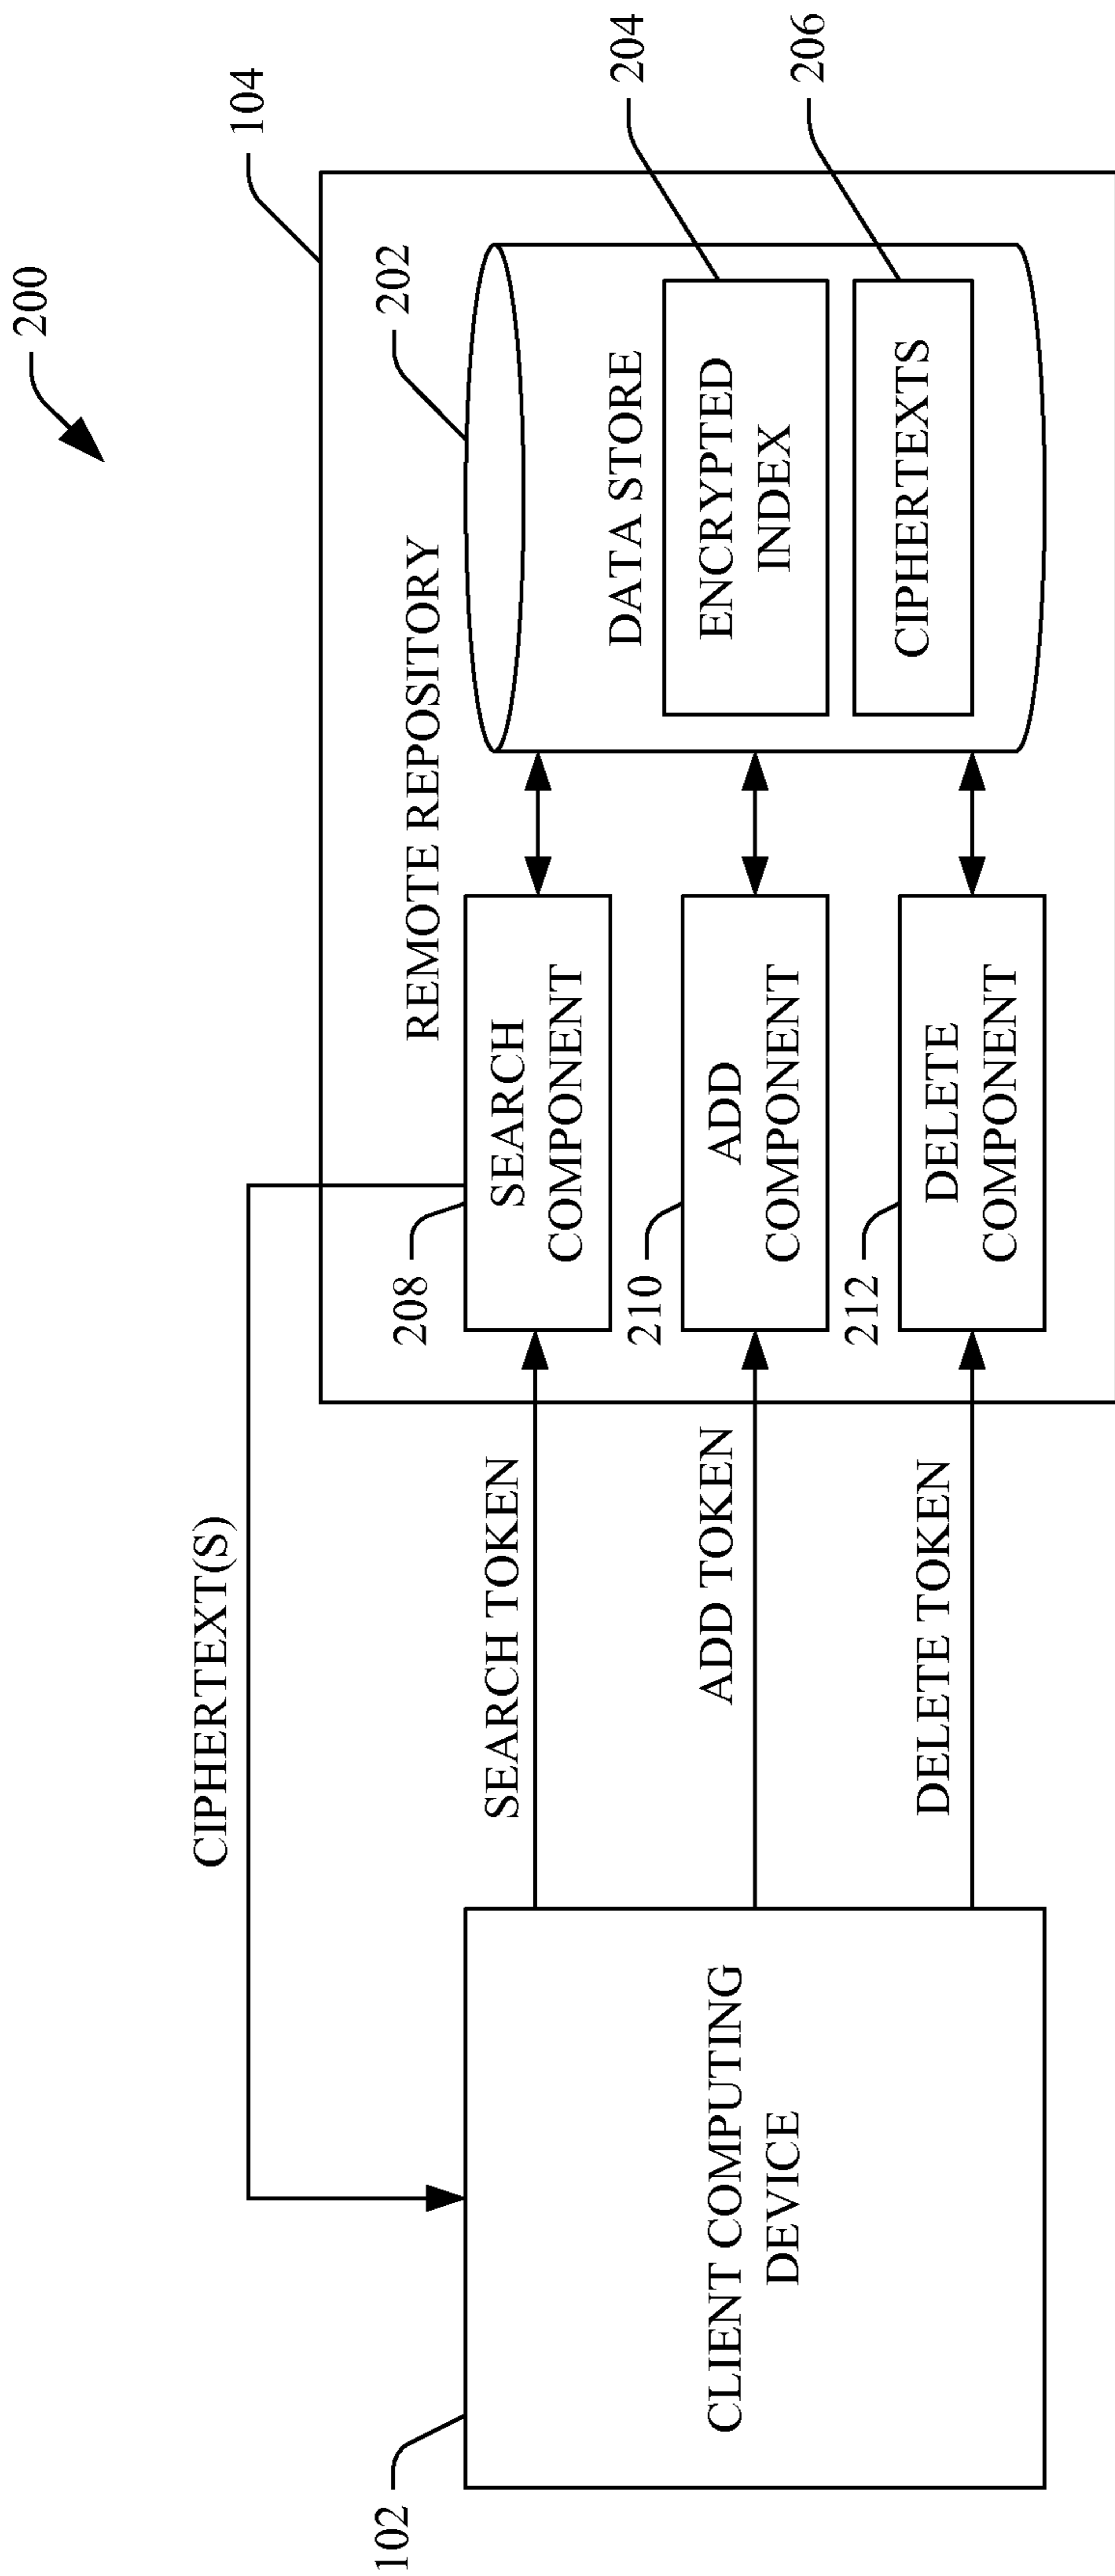 200
104
REMOTE REPOSITORY
202
DATA STORE
204
ENCRYPTED
INDEX
206
CIPHERTEXTS
CIPHERTEXT(S)
208
SEARCH
COMPONENT
210
ADD
COMPONENT
212
DELETE
COMPONENT
SEARCH TOKEN
ADD TOKEN
DELETE TOKEN
102
CLIENT COMPUTING
DEVICE